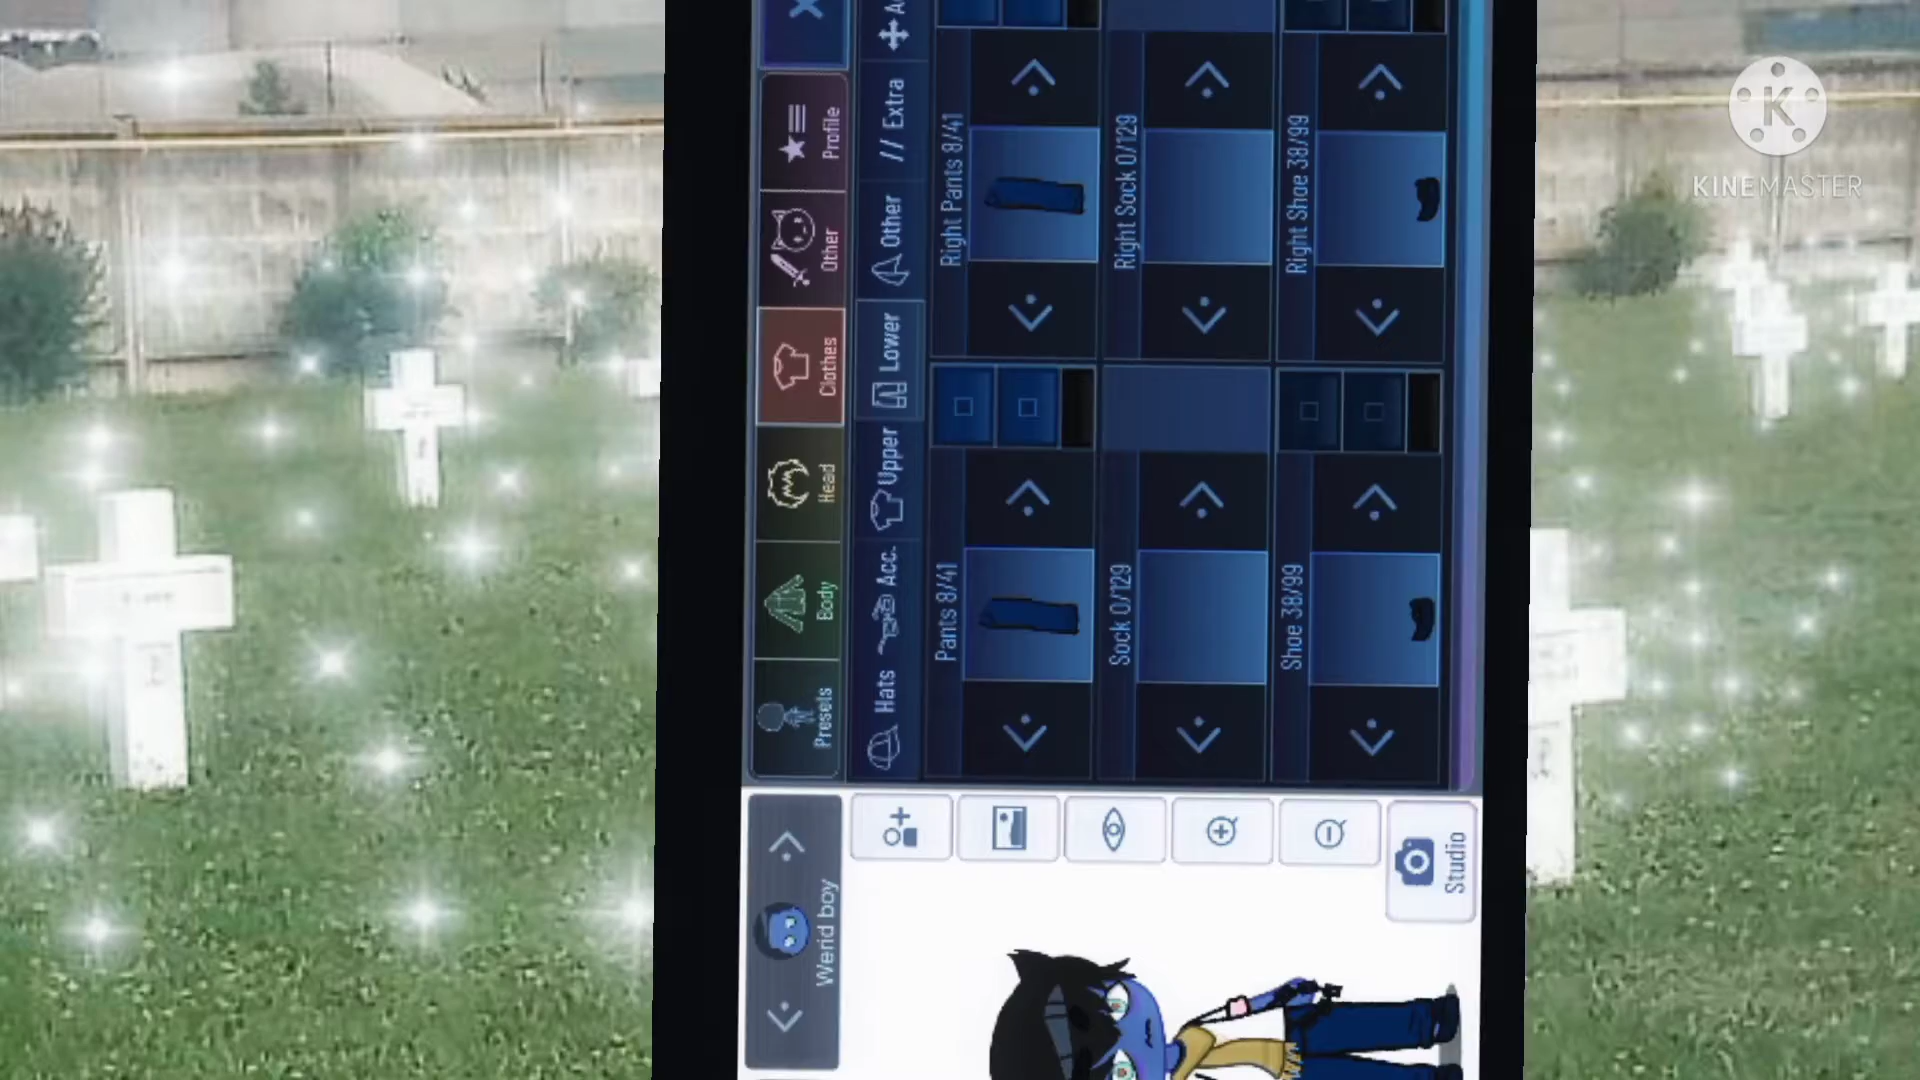 KINEMASTER
Profile
Other
Clothes
Head
Body
Presets
Extra
Other
Lower
Upper
Acc.
Hats
Right Pants 8/41
Right Sock 0/129
Right Shoe 38/99
Pants 8/41
Sock 0/129
Shoe 38/99
Werid boy
Studio